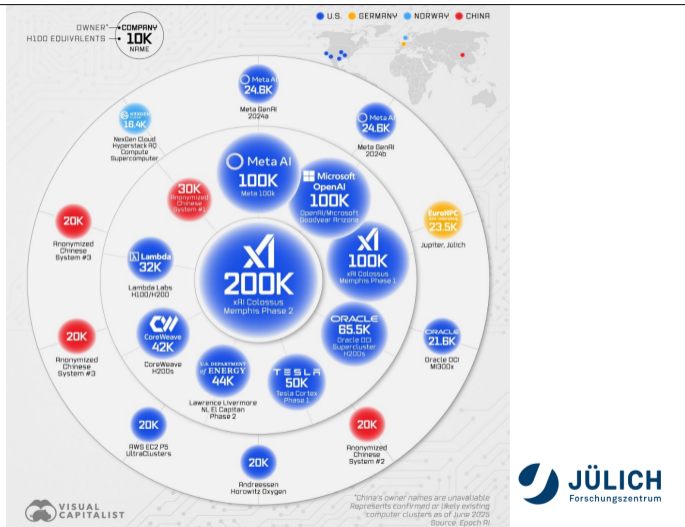 OWNER*
COMPANY
H100 EQUIVALENTS
10K
NAME
U.S.
GERMANY
NORWAY
CHINA
Meta AI
24.6K
Meta GenAI
2024a
Meta AI
24.6K
Meta GenAI
2024b
16.4K
NexGen Cloud
Hyperstack AQ
Compute
Supercomputer
Meta AI
100K
Meta 100k
Microsoft
OpenAI
100K
OpenAI/Microsoft
Goodyear Arizona
30K
Anonymized
Chinese
System #1
EuroHPC
23.5K
Jupiter, Jülich
20K
Anonymized
Chinese
System #3
xAI
100K
xAI Colossus
Memphis Phase 1
Lambda
32K
Lambda Labs
H100/H200
xAI
200K
xAI Colossus
Memphis Phase 2
ORACLE
65.5K
Oracle OCI
Supercluster
H200s
ORACLE
21.6K
Oracle OCI
MI300x
20K
Anonymized
Chinese
System #3
CoreWeave
42K
CoreWeave
H200s
U.S. DEPARTMENT
of ENERGY
44K
Lawrence Livermore
NL El Capitan
Phase 2
TESLA
50K
Tesla Cortex
Phase 1
20K
AWS EC2 P5
UltraClusters
20K
Andreessen
Horowitz Oxygen
20K
Anonymized
Chinese
System #2
VISUAL
CAPITALIST
*China's owner names are unavailable
Represents confirmed or likely existing
computer clusters as of June 2025
Source: Epoch AI
JÜLICH
Forschungszentrum